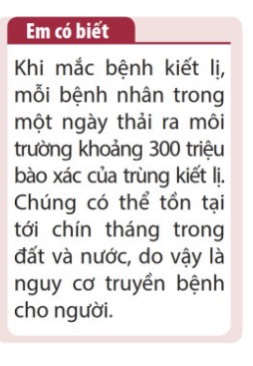 Em có biết
Khi mắc bệnh kiết lị,
mỗi bệnh nhân trong
một ngày thải ra môi
trường khoảng 300 triệu
bào xác của trùng kiết lị.
Chúng có thể tồn tại
tới chín tháng trong
đất và nước, do vậy là
nguy cơ truyền bệnh
cho người.